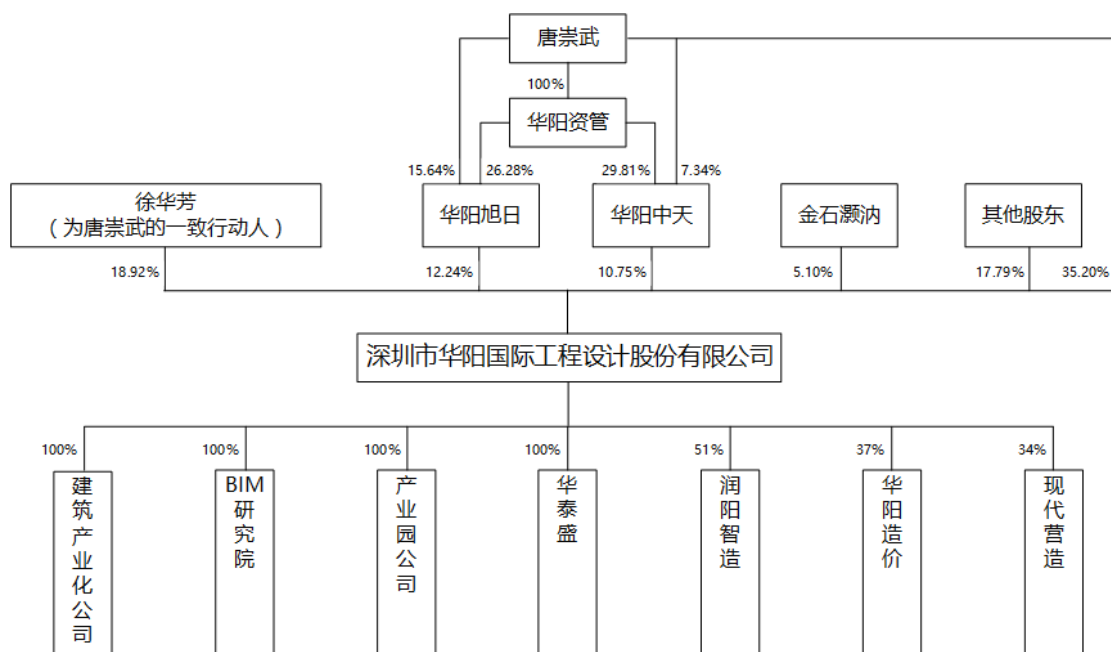 唐崇武
100%
华阳资管
15.64%
26.28%
29.81%
7.34%
徐华芳
（为唐崇武的一致行动人）
华阳旭日
华阳中天
金石灏汭
其他股东
18.92%
12.24%
10.75%
5.10%
17.79%
35.20%
深圳市华阳国际工程设计股份有限公司
100%
100%
100%
100%
51%
37%
34%
建筑产业化公司
BIM研究院
产业园公司
华泰盛
润阳智造
华阳造价
现代营造